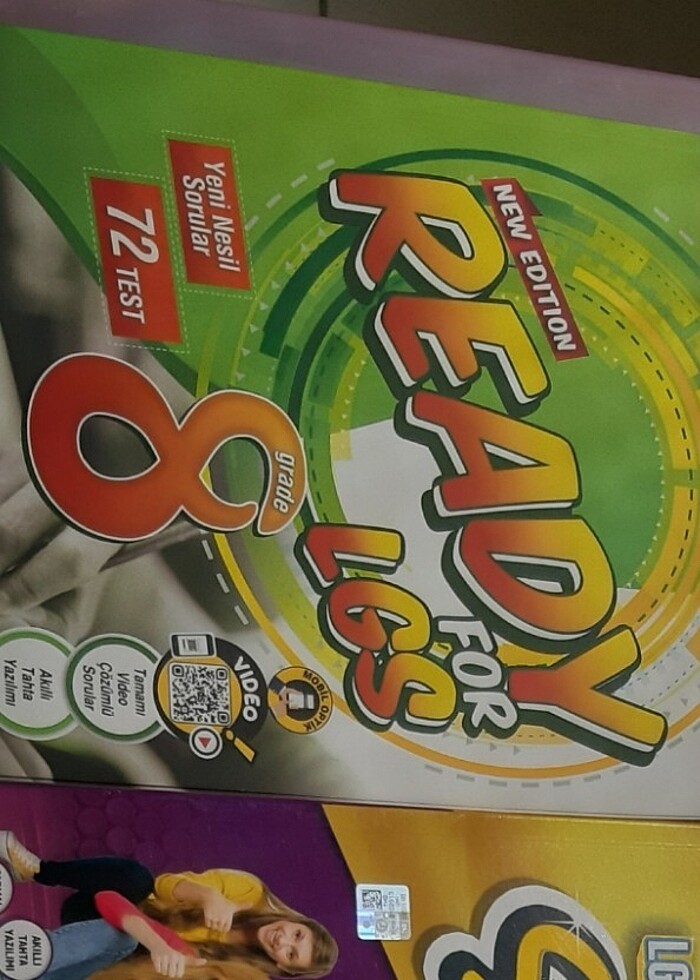 NEW EDITION
READY
FOR
LGS
Yeni Nesil
Sorular
72 TEST
grade
8
MOBİL OPTİK
VIDEO
Tamamı
Video
Çözümlü
Sorular
Akıllı
Tahta
Yazılımı
AKILLI
TAHTA
YAZILIMI